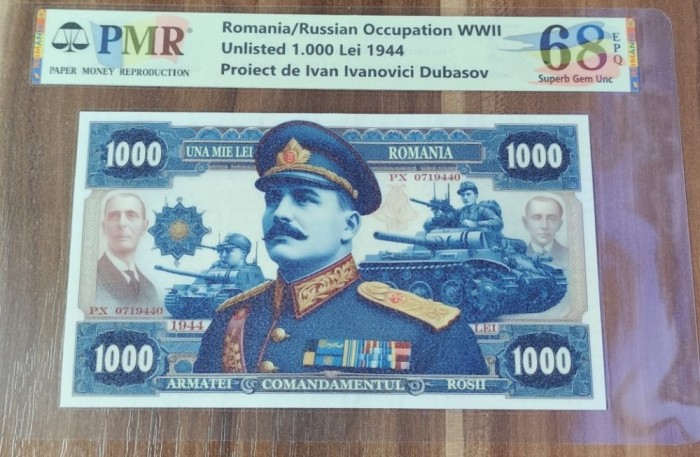 PMR®
PAPER MONEY REPRODUCTION
Romania/Russian Occupation WWII
Unlisted 1.000 Lei 1944
Proiect de Ivan Ivanovici Dubasov
68
EPQ
Superb Gem Unc
1000
UNA MIE LEI
ROMANIA
1000
PX 0719440
PX 0719440
1944
LEI
1000
1000
ARMATEI COMANDAMENTUL ROSII